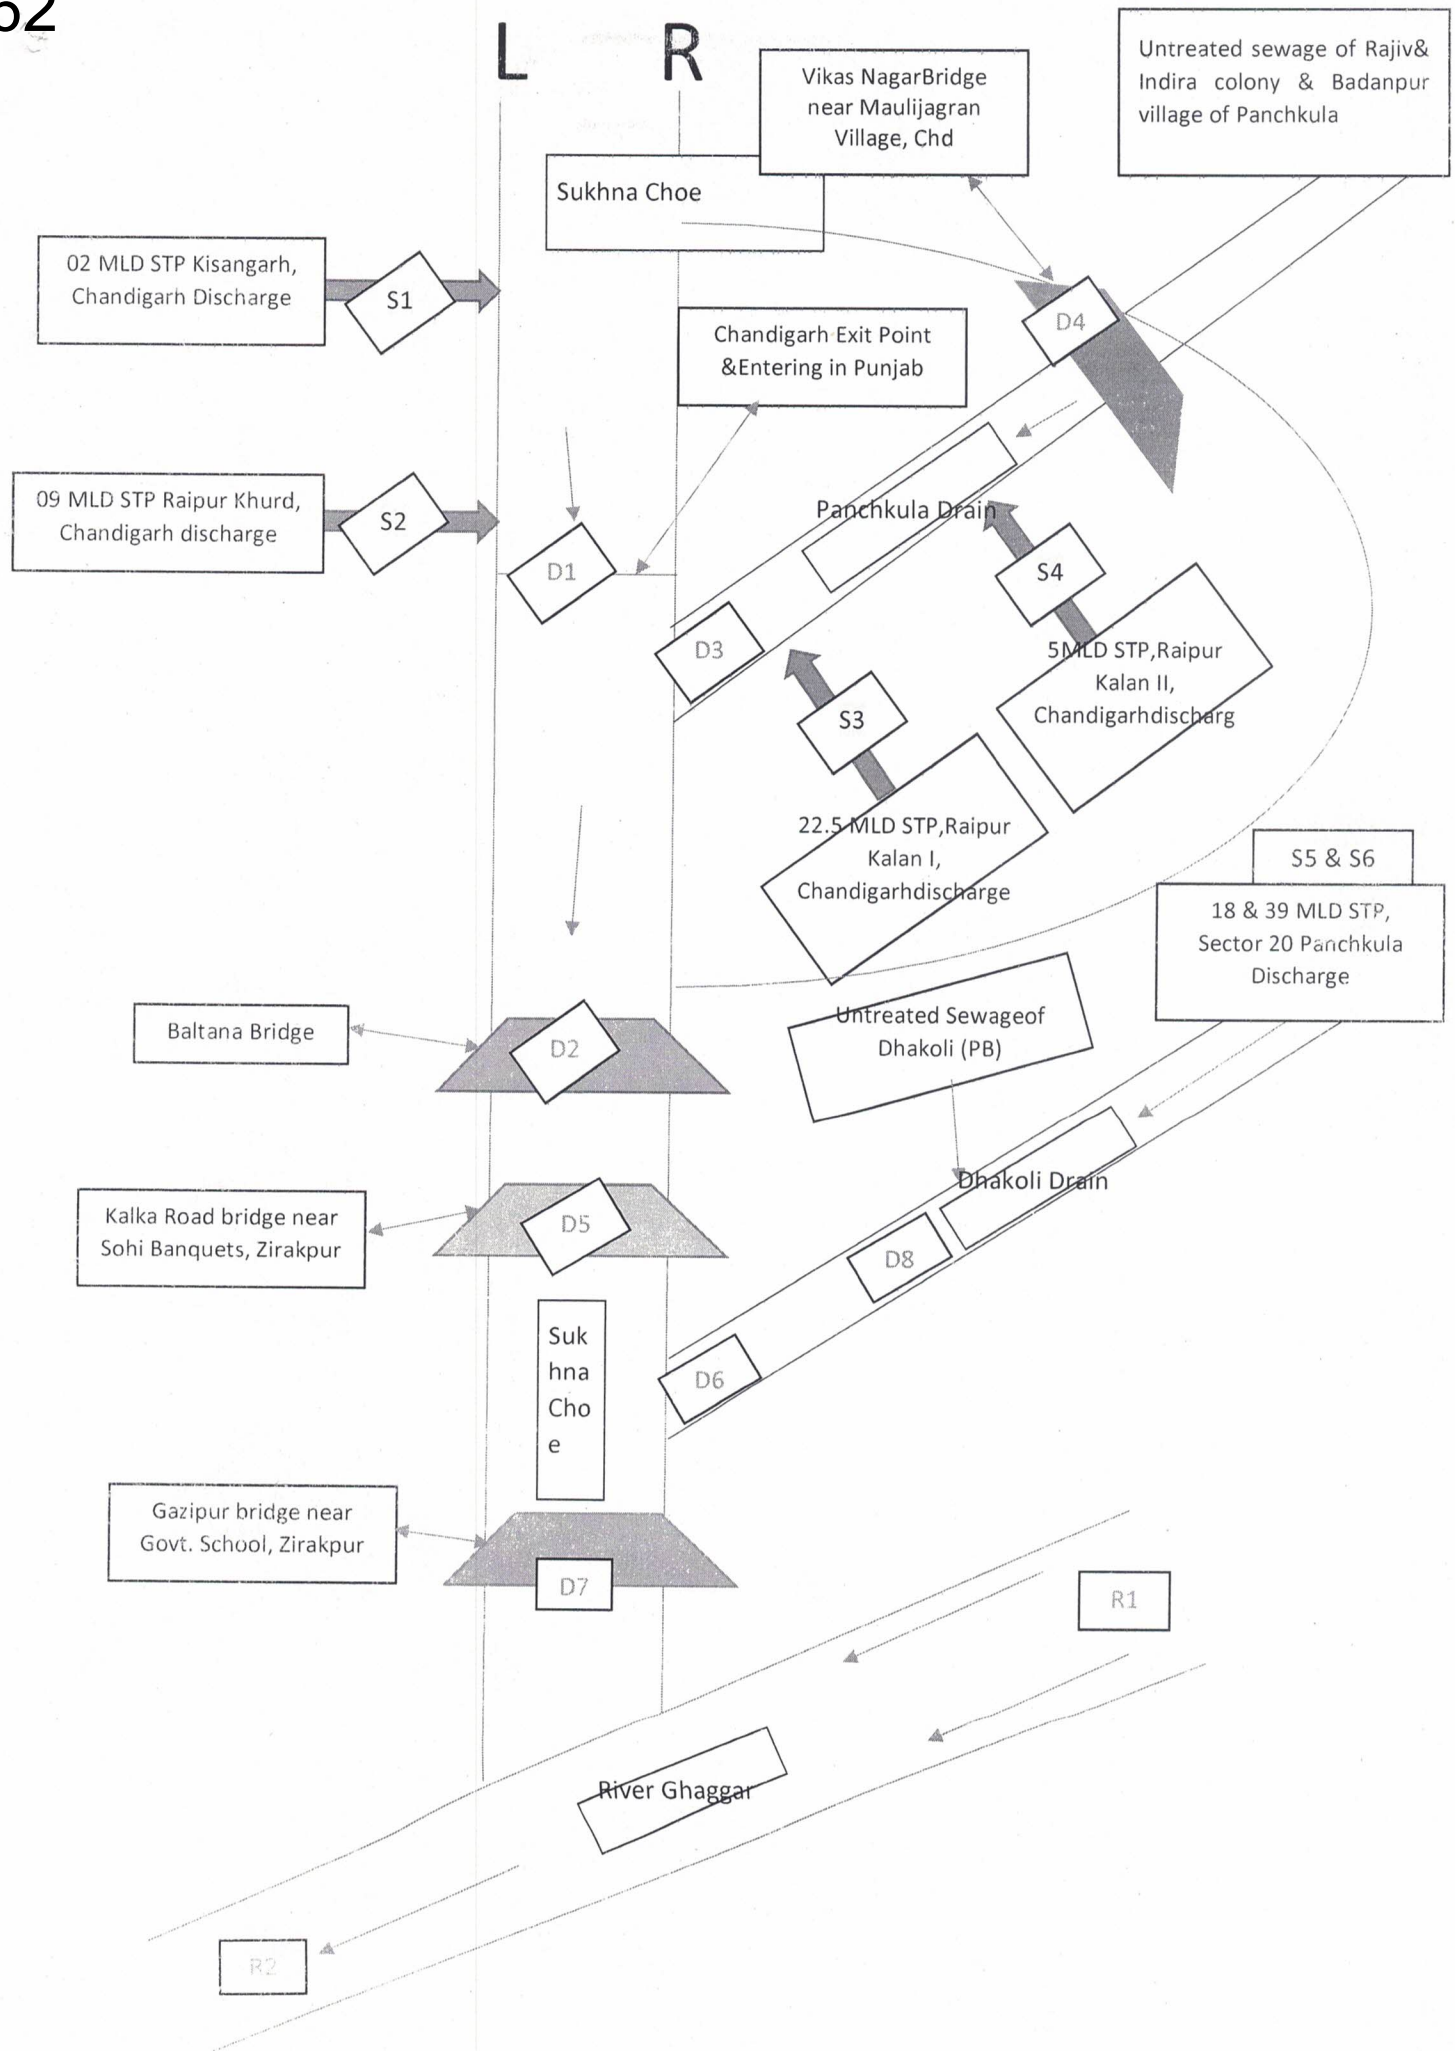 62
L R
Vikas NagarBridge
near Maulijagran
Village, Chd
Untreated sewage of Rajiv&
Indira colony & Badanpur
village of Panchkula
Sukhna Choe
02 MLD STP Kisangarh,
Chandigarh Discharge
S1
D4
Chandigarh Exit Point
&Entering in Punjab
09 MLD STP Raipur Khurd,
Chandigarh discharge
S2
D1
Panchkula Drain
S4
D3
5MLD STP,Raipur
Kalan II,
Chandigarhdischarg
S3
22.5 MLD STP,Raipur
Kalan I,
Chandigarhdischarge
S5 & S6
18 & 39 MLD STP,
Sector 20 Panchkula
Discharge
Baltana Bridge
D2
Untreated Sewageof
Dhakoli (PB)
Kalka Road bridge near
Sohi Banquets, Zirakpur
D5
Dhakoli Drain
D8
Suk
hna
Cho
e
D6
Gazipur bridge near
Govt. School, Zirakpur
D7
R1
River Ghaggar
R2